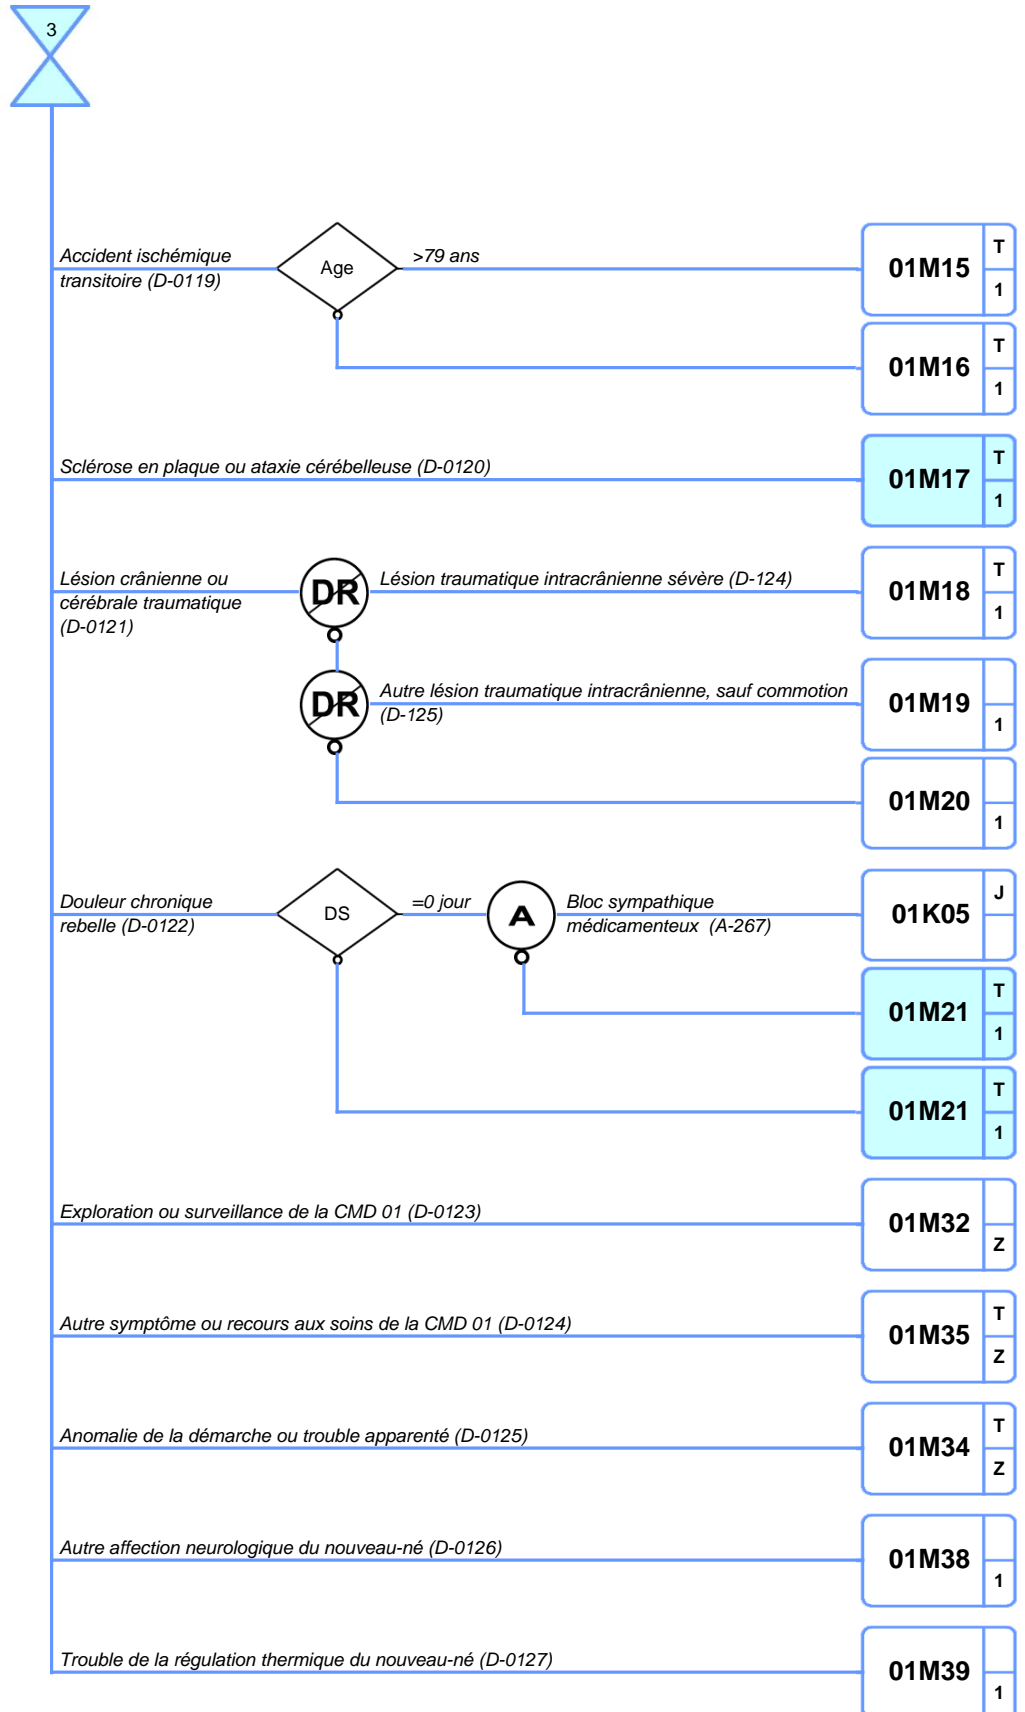 3
Accident ischémique
transitoire (D-0119)
Age
>79 ans
01M15
T
1
01M16
T
1
Sclérose en plaque ou ataxie cérébelleuse (D-0120)
01M17
T
1
Lésion crânienne ou
cérébrale traumatique
(D-0121)
DR
Lésion traumatique intracrânienne sévère (D-124)
01M18
T
1
DR
Autre lésion traumatique intracrânienne, sauf commotion
(D-125)
01M19
1
01M20
1
Douleur chronique
rebelle (D-0122)
DS
=0 jour
A
Bloc sympathique
médicamenteux (A-267)
01K05
J
01M21
T
1
01M21
T
1
Exploration ou surveillance de la CMD 01 (D-0123)
01M32
Z
Autre symptôme ou recours aux soins de la CMD 01 (D-0124)
01M35
T
Z
Anomalie de la démarche ou trouble apparenté (D-0125)
01M34
T
Z
Autre affection neurologique du nouveau-né (D-0126)
01M38
1
Trouble de la régulation thermique du nouveau-né (D-0127)
01M39
1